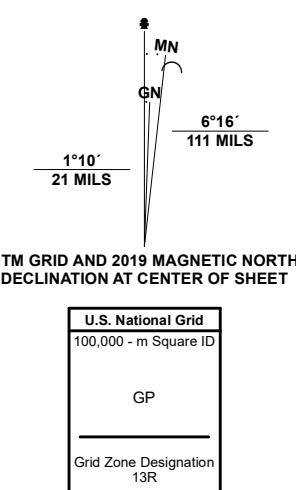 MN
GN
6°16´
111 MILS
1°10´
21 MILS
TM GRID AND 2019 MAGNETIC NORTH
DECLINATION AT CENTER OF SHEET
U.S. National Grid
100,000 - m Square ID
GP
Grid Zone Designation
13R